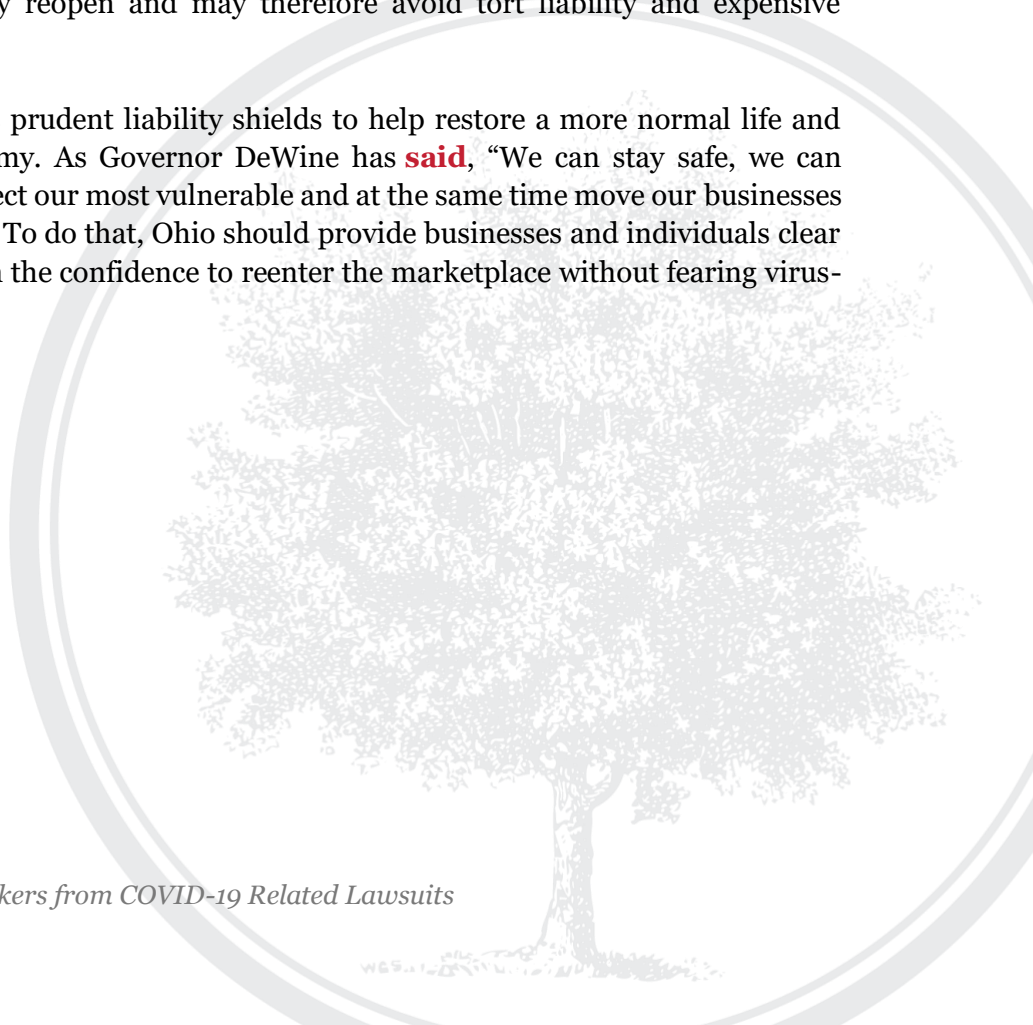 y reopen and may therefore avoid tort liability and expensive
prudent liability shields to help restore a more normal life and
my. As Governor DeWine has said, “We can stay safe, we can
ect our most vulnerable and at the same time move our businesses
To do that, Ohio should provide businesses and individuals clear
the confidence to reenter the marketplace without fearing virus-
kers from COVID-19 Related Lawsuits